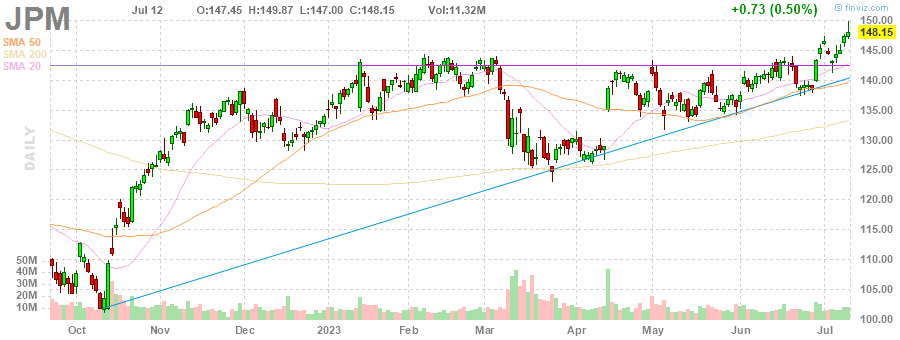 JPM
Jul 12 O:147.45 H:149.87 L:147.00 C:148.15 Vol:11.32M +0.73 (0.50%)
© finviz.com
SMA 50
SMA 200
SMA 20
DAILY
150.00
148.15
145.00
140.00
135.00
130.00
125.00
120.00
115.00
110.00
105.00
100.00
50M
40M
30M
20M
10M
Oct Nov Dec 2023 Feb Mar Apr May Jun Jul